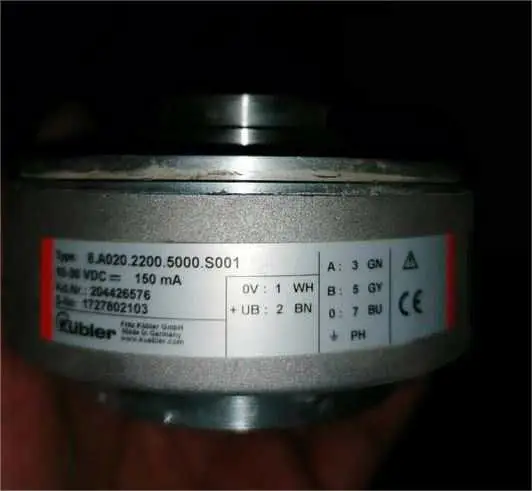 Type: 8.A020.2200.5000.S001
10-30 VDC⎓ 150 mA
Art.Nr.: 204426576
S-No: 1727802103
Kübler
Fritz Kübler GmbH
Made in Germany
www.kuebler.com
0V: 1 WH
+ UB: 2 BN
A: 3 GN
B: 5 GY
0: 7 BU
⏚ PH
CE